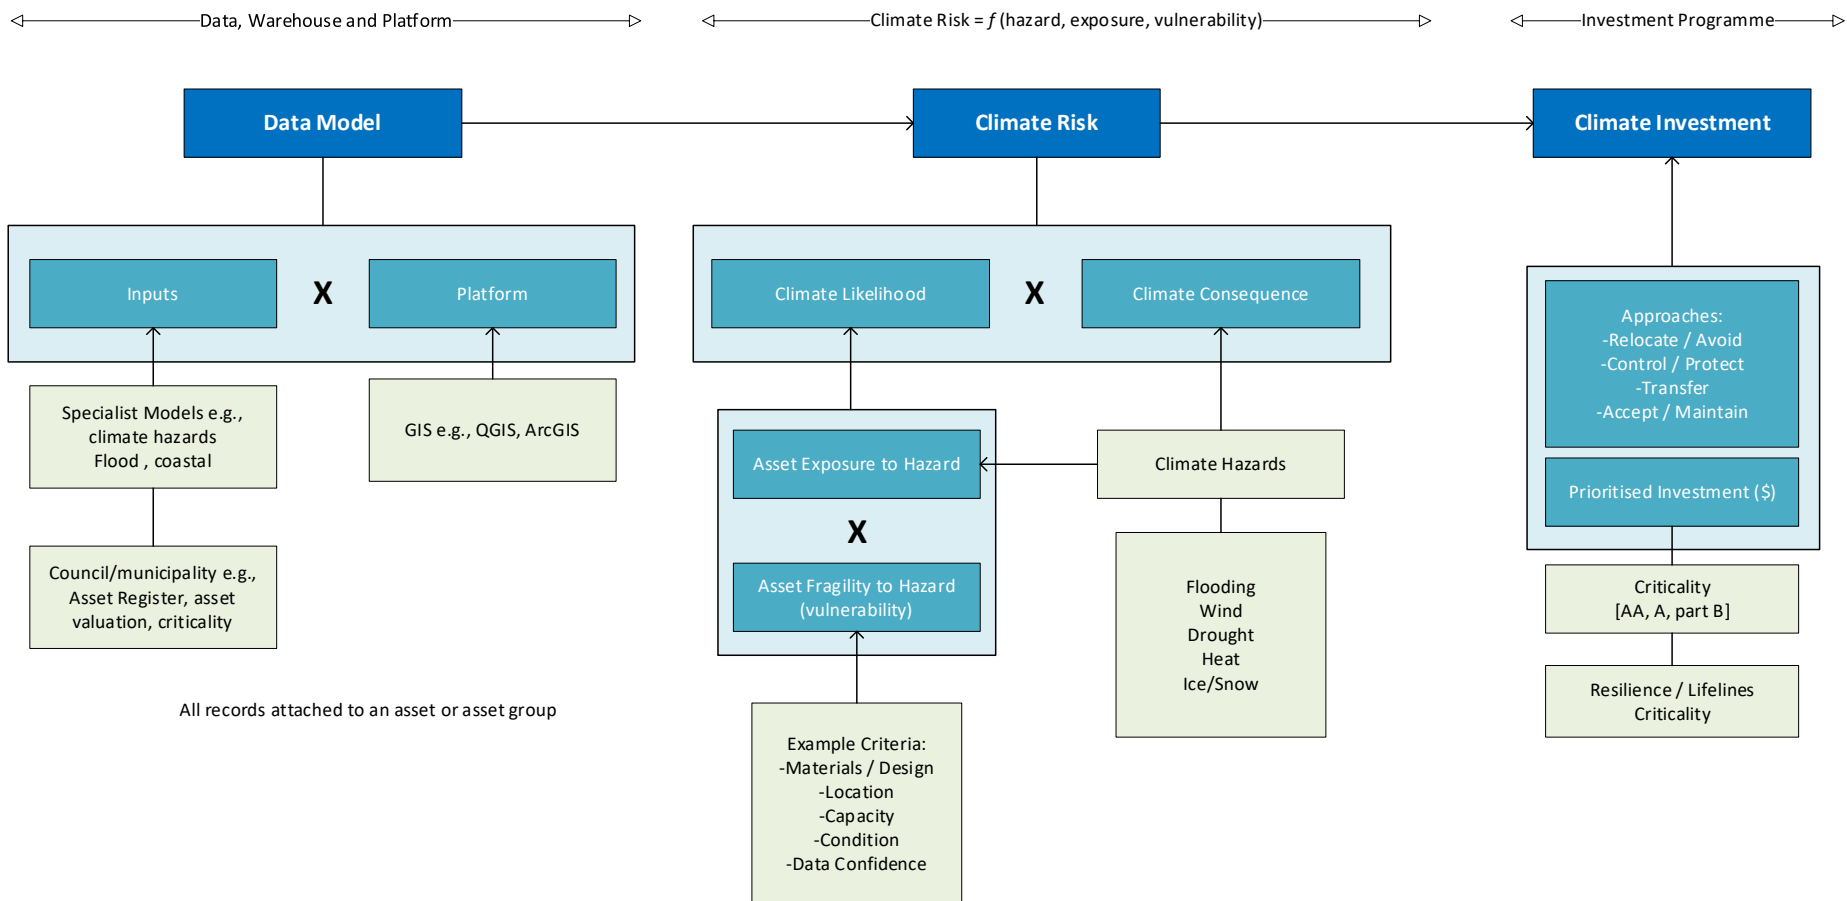 Data, Warehouse and Platform
Climate Risk = f (hazard, exposure, vulnerability)
Investment Programme
Data Model
Climate Risk
Climate Investment
Inputs
X
Platform
Climate Likelihood
X
Climate Consequence
Approaches:
-Relocate / Avoid
-Control / Protect
-Transfer
-Accept / Maintain
Specialist Models e.g.,
climate hazards
Flood , coastal
GIS e.g., QGIS, ArcGIS
Asset Exposure to Hazard
Climate Hazards
Prioritised Investment ($)
X
Council/municipality e.g.,
Asset Register, asset
valuation, criticality
Asset Fragility to Hazard
(vulnerability)
Flooding
Wind
Drought
Heat
Ice/Snow
Criticality
[AA, A, part B]
Resilience / Lifelines
Criticality
All records attached to an asset or asset group
Example Criteria:
-Materials / Design
-Location
-Capacity
-Condition
-Data Confidence